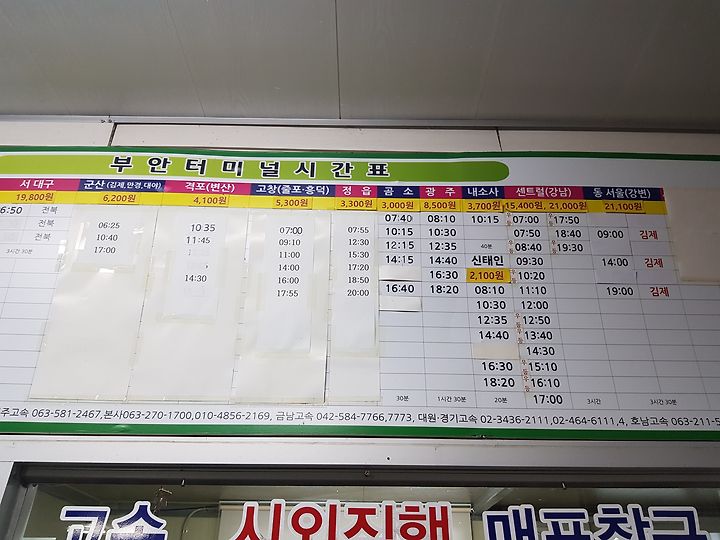 부안터미널시간표
서 대구 군산 (김제,만경,대야) 격포(변산) 고창(줄포·흥덕) 정 읍 곰 소 광 주 내소사 센트럴(강남) 동 서울(강변)
19,800원 6,200원 4,100원 5,300원 3,300원 3,000원 8,500원 3,700원 15,400원, 21,000원 21,100원
6:50 전북 07:40 08:10 10:15 07:00 17:50
전북 06:25 10:35 07:00 07:55 10:15 10:30 07:50 18:40 09:00 김제
전북 10:40 11:45 09:10 12:30 12:15 12:35 40분 08:40 19:30
3시간 30분 17:00 11:00 15:30 14:15 14:40 신태인 09:30 14:00 김제
14:30 14:00 17:20 16:30 2,100원 10:20
16:00 18:50 16:40 18:20 08:10 11:10 19:00 김제
17:55 20:00 10:30 12:00
12:35 12:50
14:40 13:40
14:30
16:30 15:10
18:20 16:10
30분 1시간 30분 20분 17:00 3시간 3시간 30분
주고속 063-581-2467,본사063-270-1700,010-4856-2169, 금남고속 042-584-7766,7773, 대원·경기고속 02-3436-2111,02-464-6111,4, 호남고속 063-211-5
고속 시외직행 매표창구